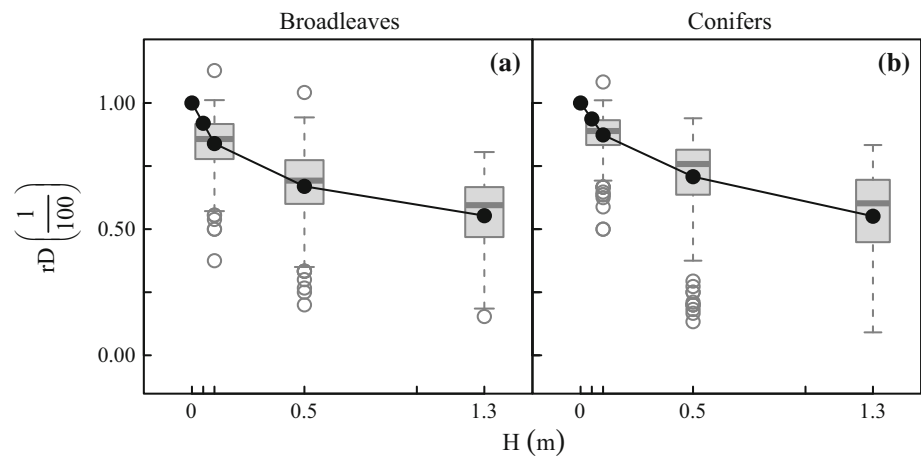 Broadleaves
Conifers
(a)
(b)
1.00
0.50
0.00
rD (1/100)
0
0.5
1.3
0
0.5
1.3
H (m)